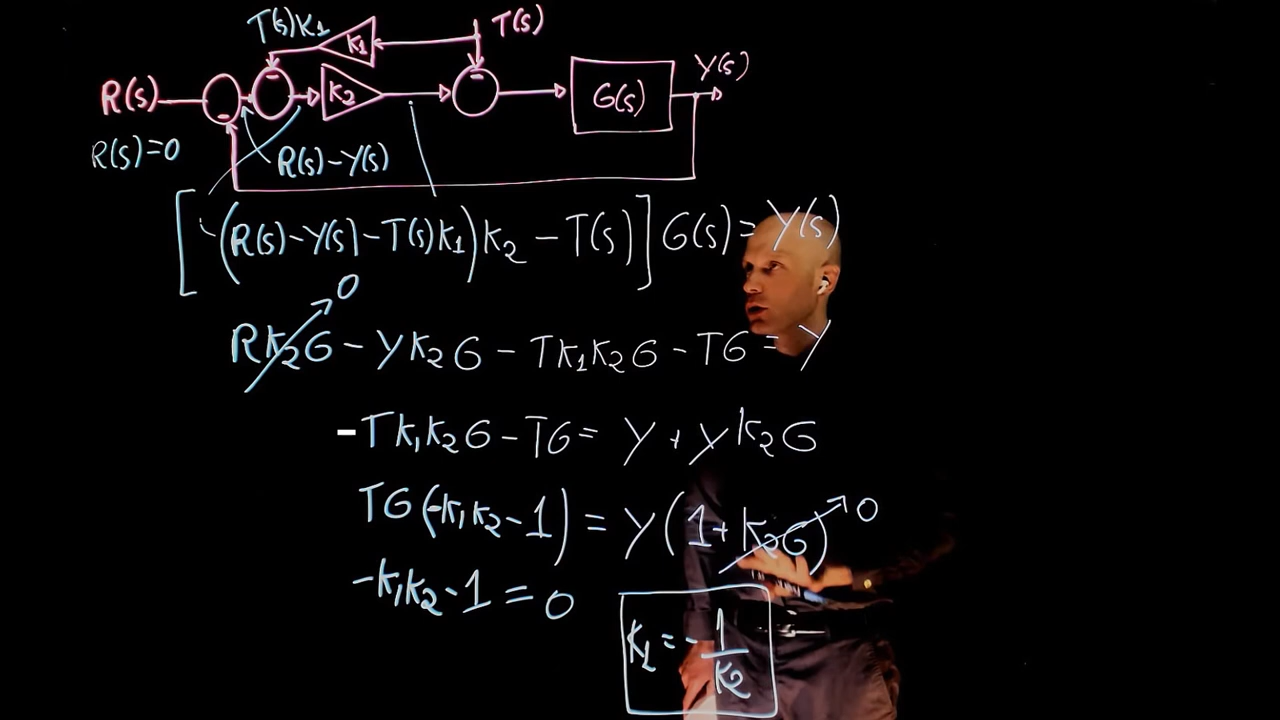 T(s)K₁ K₁ T(s)
R(s) - - K₂ - G(s) Y(s)
R(s)=0 R(s)-Y(s)
[(R(s)-Y(s)-T(s)K₁)K₂-T(s)]G(s)=Y(s)
0
RK₂G-YK₂G-TK₁K₂G-TG=Y
-TK₁K₂G-TG=Y+YK₂G
TG(-K₁K₂-1)=Y(1+K₂G) 0
-K₁K₂-1=0
K₁=-1/K₂